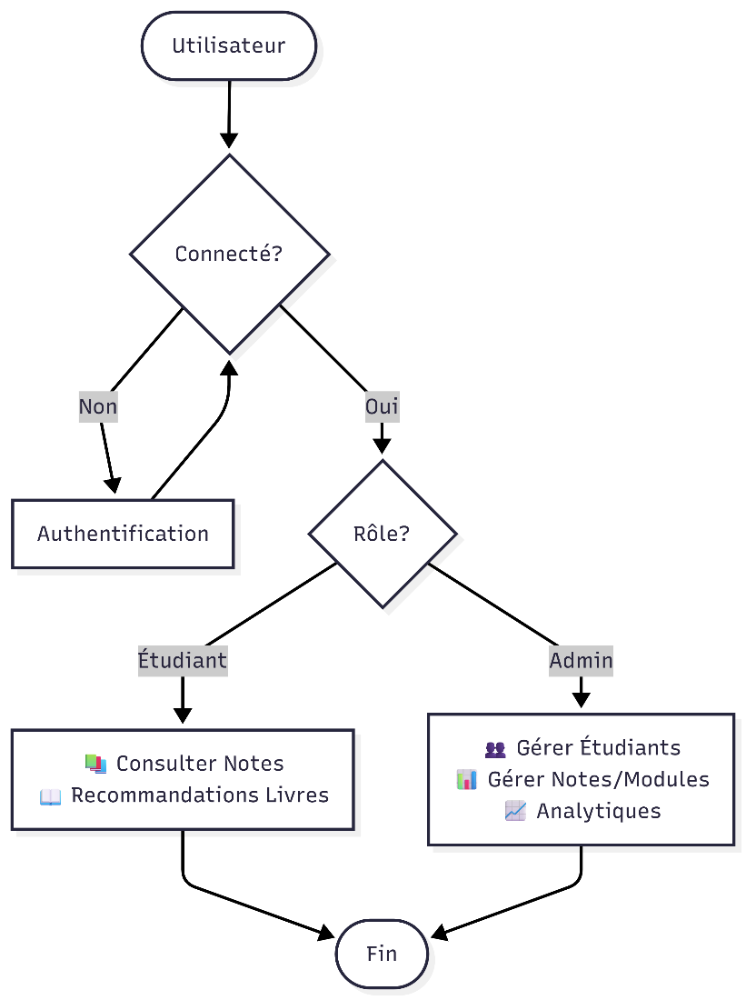 Utilisateur
Connecté?
Non
Oui
Authentification
Rôle?
Étudiant
Admin
📚 Consulter Notes
📖 Recommandations Livres
👥 Gérer Étudiants
📊 Gérer Notes/Modules
📈 Analytiques
Fin